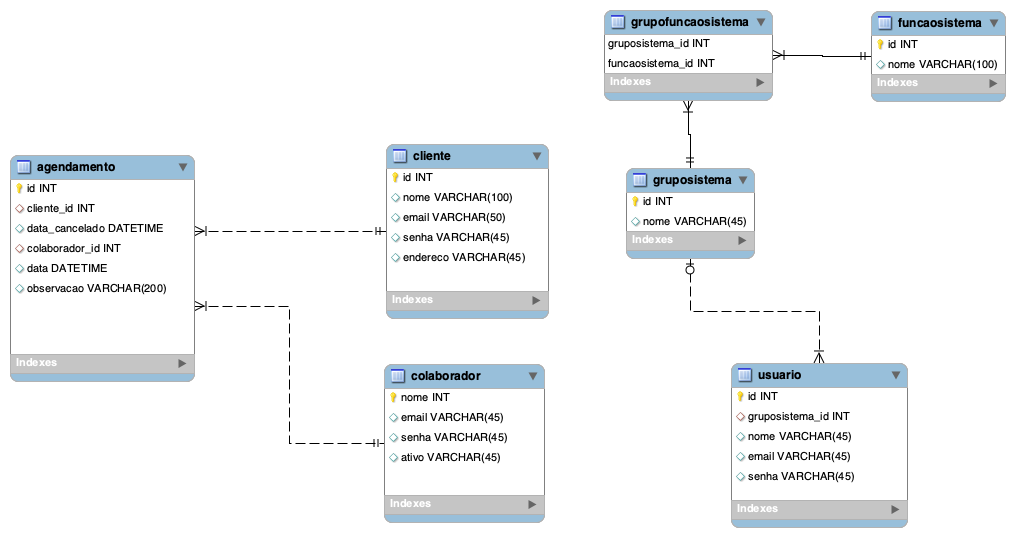 grupofuncaosistema
gruposistema_id INT
funcaosistema_id INT
Indexes
funcaosistema
id INT
nome VARCHAR(100)
Indexes
agendamento
id INT
cliente_id INT
data_cancelado DATETIME
colaborador_id INT
data DATETIME
observacao VARCHAR(200)
Indexes
cliente
id INT
nome VARCHAR(100)
email VARCHAR(50)
senha VARCHAR(45)
endereco VARCHAR(45)
Indexes
gruposistema
id INT
nome VARCHAR(45)
Indexes
colaborador
nome INT
email VARCHAR(45)
senha VARCHAR(45)
ativo VARCHAR(45)
Indexes
usuario
id INT
gruposistema_id INT
nome VARCHAR(45)
email VARCHAR(45)
senha VARCHAR(45)
Indexes